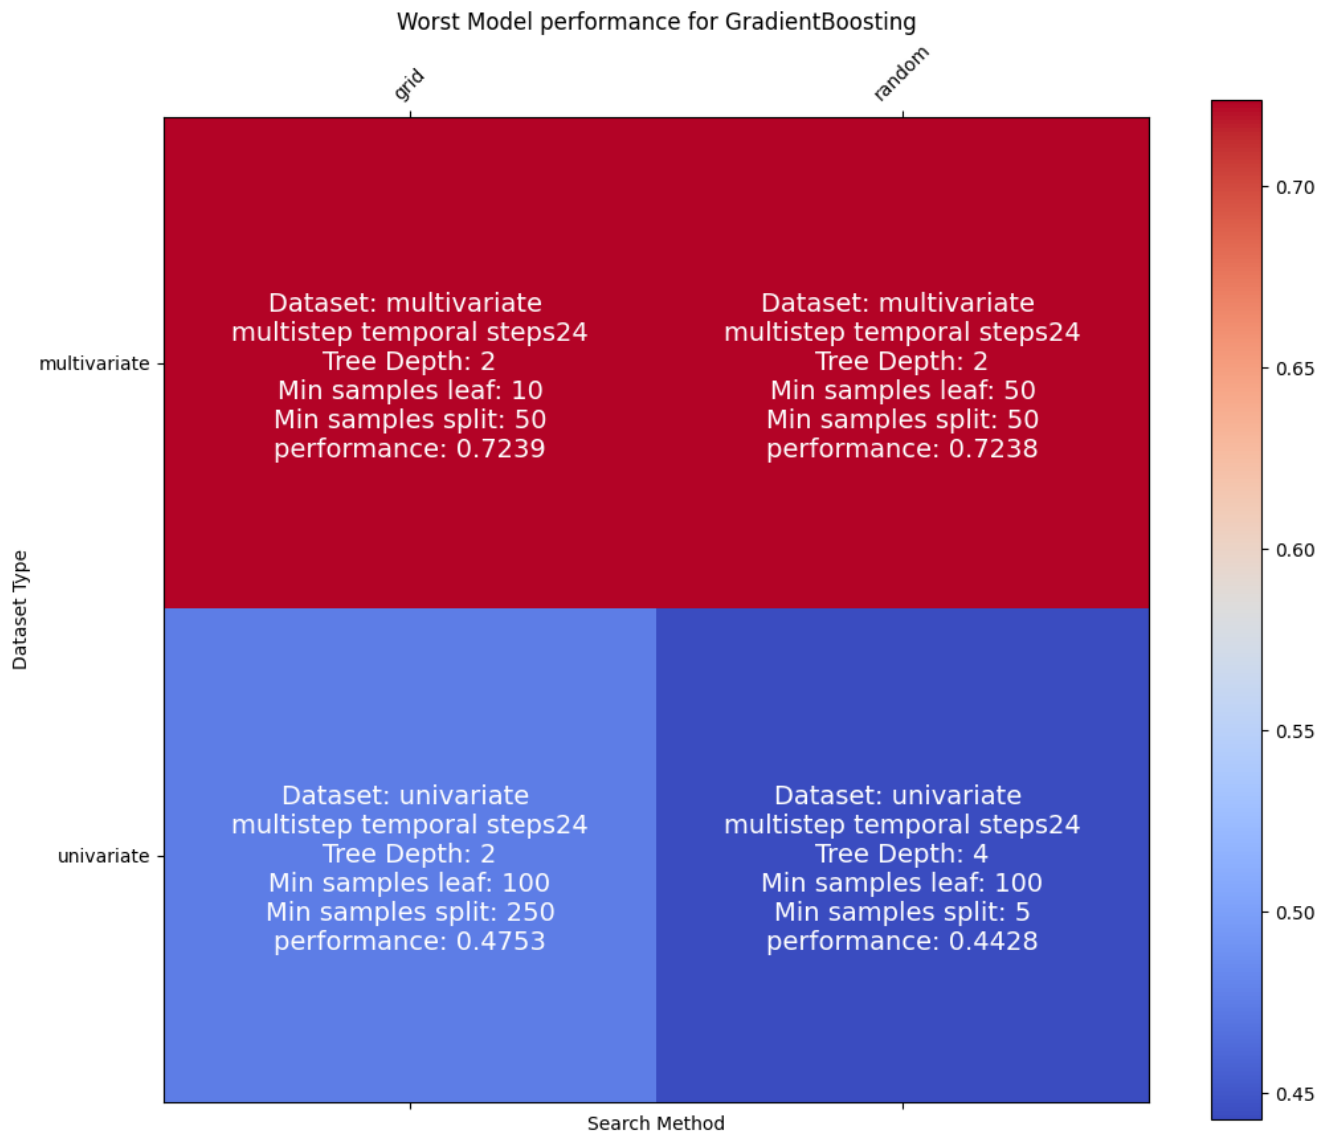 Worst Model performance for GradientBoosting
grid
random
multivariate
univariate
Dataset Type
Search Method
Dataset: multivariate
multistep temporal steps24
Tree Depth: 2
Min samples leaf: 10
Min samples split: 50
performance: 0.7239
Dataset: multivariate
multistep temporal steps24
Tree Depth: 2
Min samples leaf: 50
Min samples split: 50
performance: 0.7238
Dataset: univariate
multistep temporal steps24
Tree Depth: 2
Min samples leaf: 100
Min samples split: 250
performance: 0.4753
Dataset: univariate
multistep temporal steps24
Tree Depth: 4
Min samples leaf: 100
Min samples split: 5
performance: 0.4428
0.70
0.65
0.60
0.55
0.50
0.45